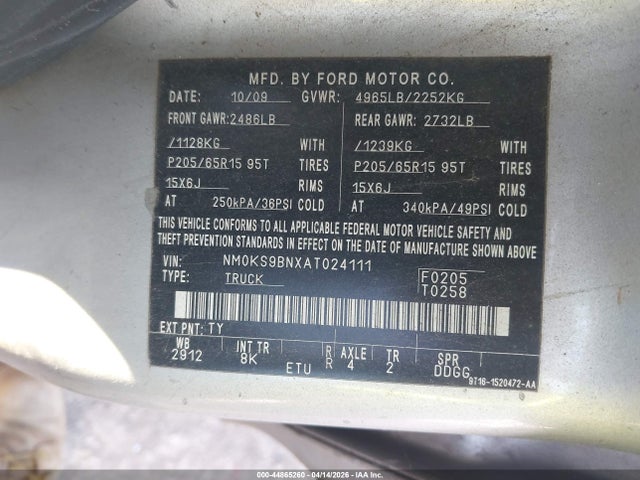 MFD. BY FORD MOTOR CO.
DATE: 10/09 GVWR: 4965LB/2252KG
FRONT GAWR: 2486LB REAR GAWR: 2732LB
/1128KG WITH /1239KG WITH
P205/65R15 95T TIRES P205/65R15 95T TIRES
15X6J RIMS 15X6J RIMS
AT 250kPA/36PSI COLD AT 340kPA/49PSI COLD
THIS VEHICLE CONFORMS TO ALL APPLICABLE FEDERAL MOTOR VEHICLE SAFETY AND
THEFT PREVENTION STANDARDS IN EFFECT ON THE DATE OF MANUFACTURE SHOWN ABOVE
VIN: NM0KS9BNXAT024111 F0205
TYPE: TRUCK T0258
EXT PNT: TY
WB INT TR R AXLE TR SPR
2912 8K ETU R 4 2 DDGG
9T16-1520472-AA
000-44865260 - 04/14/2026 - IAAI.COM